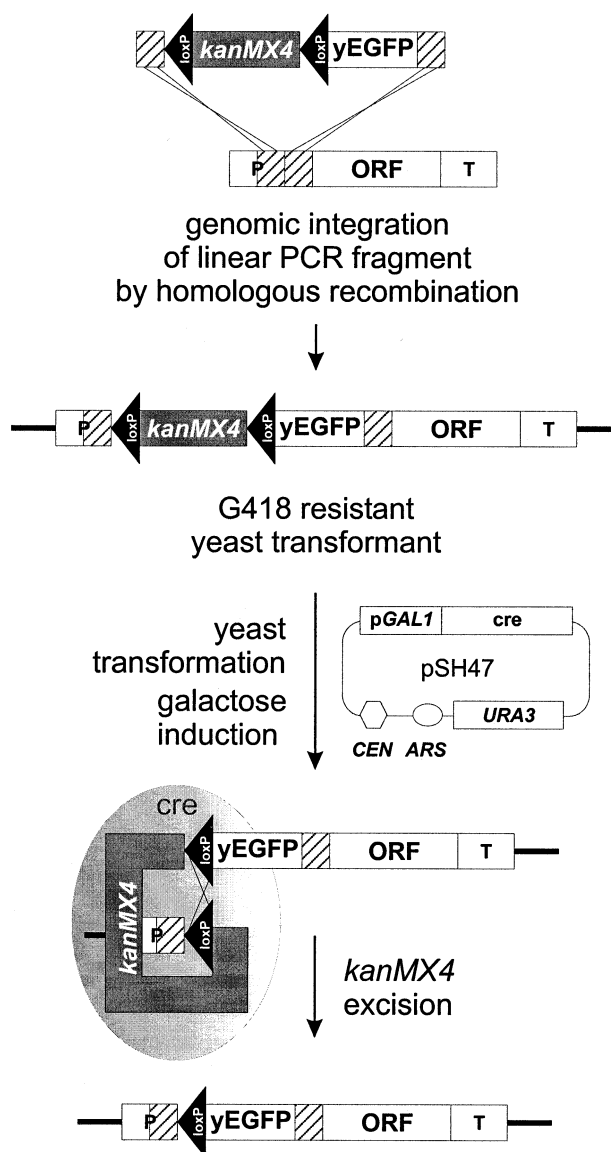 loxP kanMX4 loxP yEGFP
P ORF T
genomic integration
of linear PCR fragment
by homologous recombination
P loxP kanMX4 loxP yEGFP ORF T
G418 resistant
yeast transformant
yeast
transformation
galactose
induction
pGAL1 cre
pSH47
URA3
CEN ARS
cre
loxP yEGFP ORF T
kanMX4 P loxP
kanMX4
excision
P loxP yEGFP ORF T